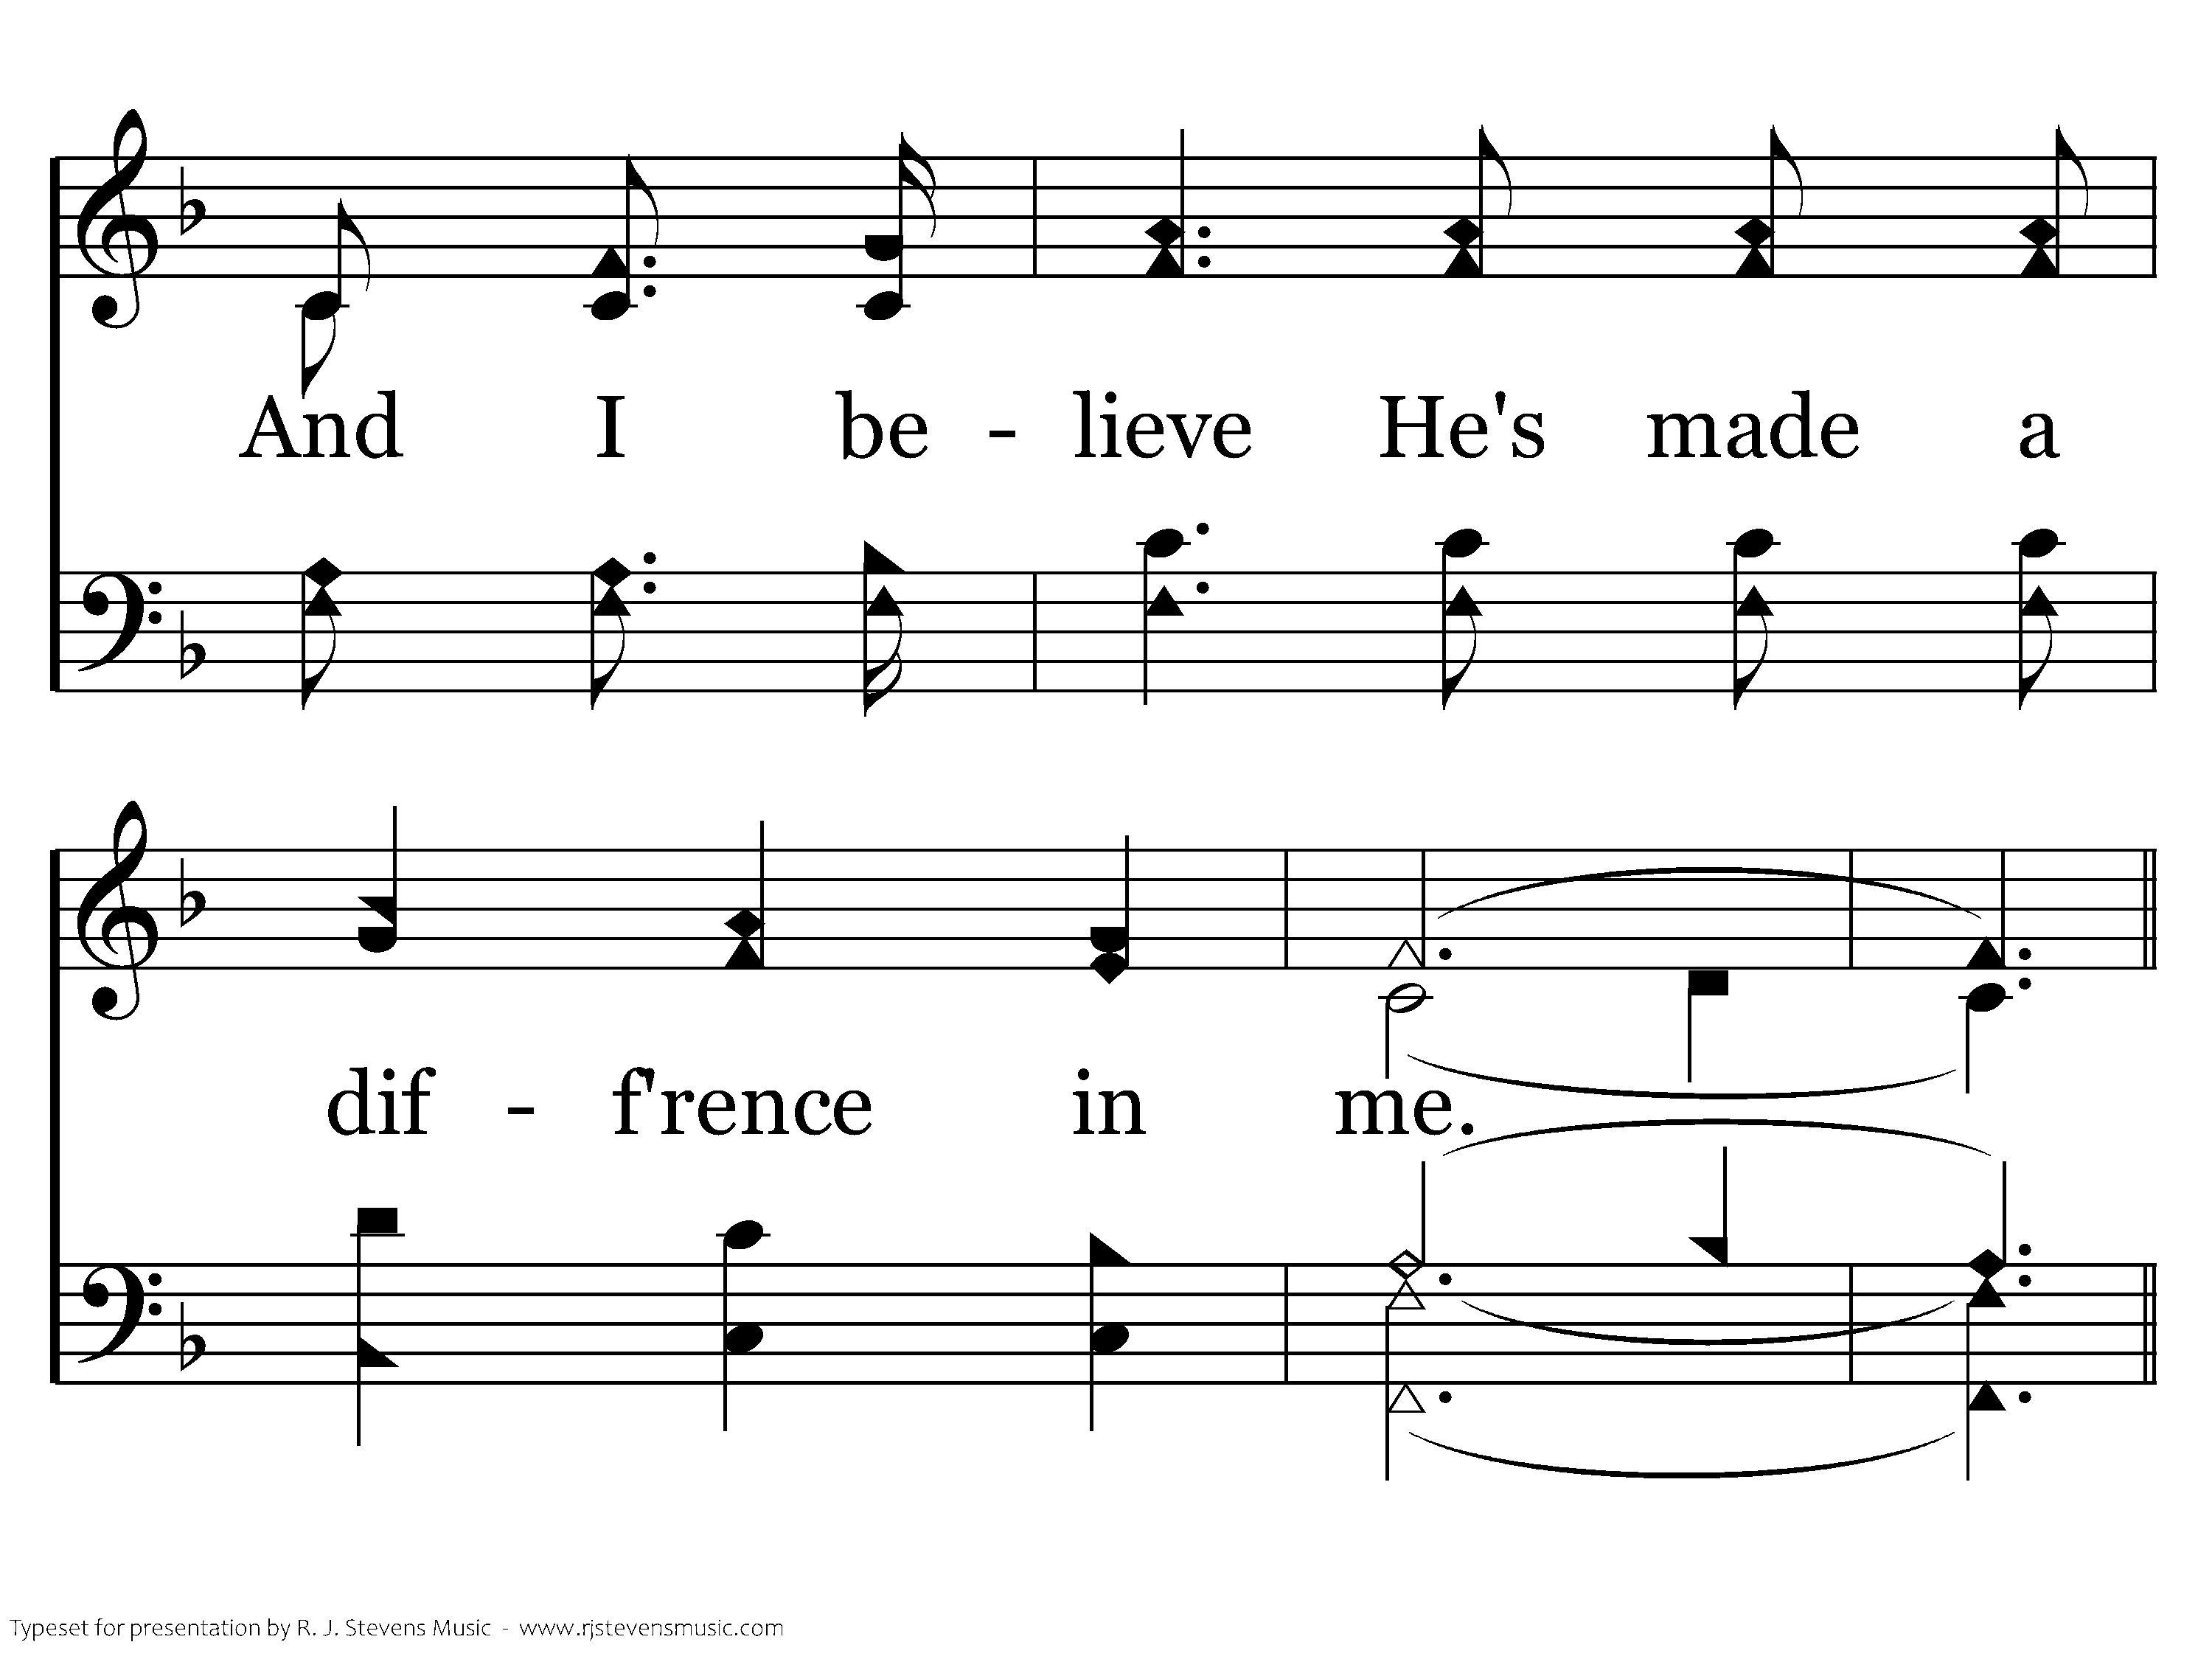 And I be - lieve He's made a
dif - f'rence in me.
Typeset for presentation by R. J. Stevens Music - www.rjstevensmusic.com